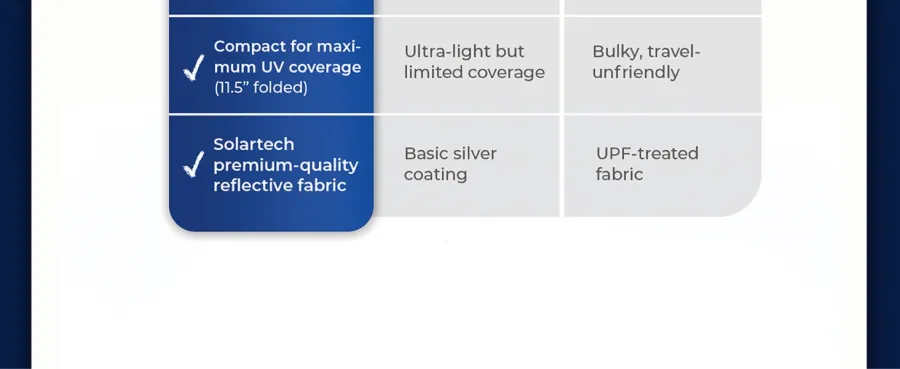 Compact for maxi-
mum UV coverage
(11.5” folded)
Ultra-light but
limited coverage
Bulky, travel-
unfriendly
Solartech
premium-quality
reflective fabric
Basic silver
coating
UPF-treated
fabric